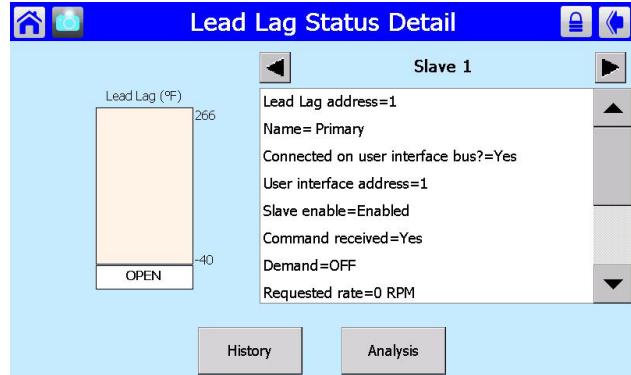 Lead Lag Status Detail
Slave 1
Lead Lag (ºF)
266
-40
OPEN
Lead Lag address=1
Name= Primary
Connected on user interface bus?=Yes
User interface address=1
Slave enable=Enabled
Command received=Yes
Demand=OFF
Requested rate=0 RPM
History
Analysis